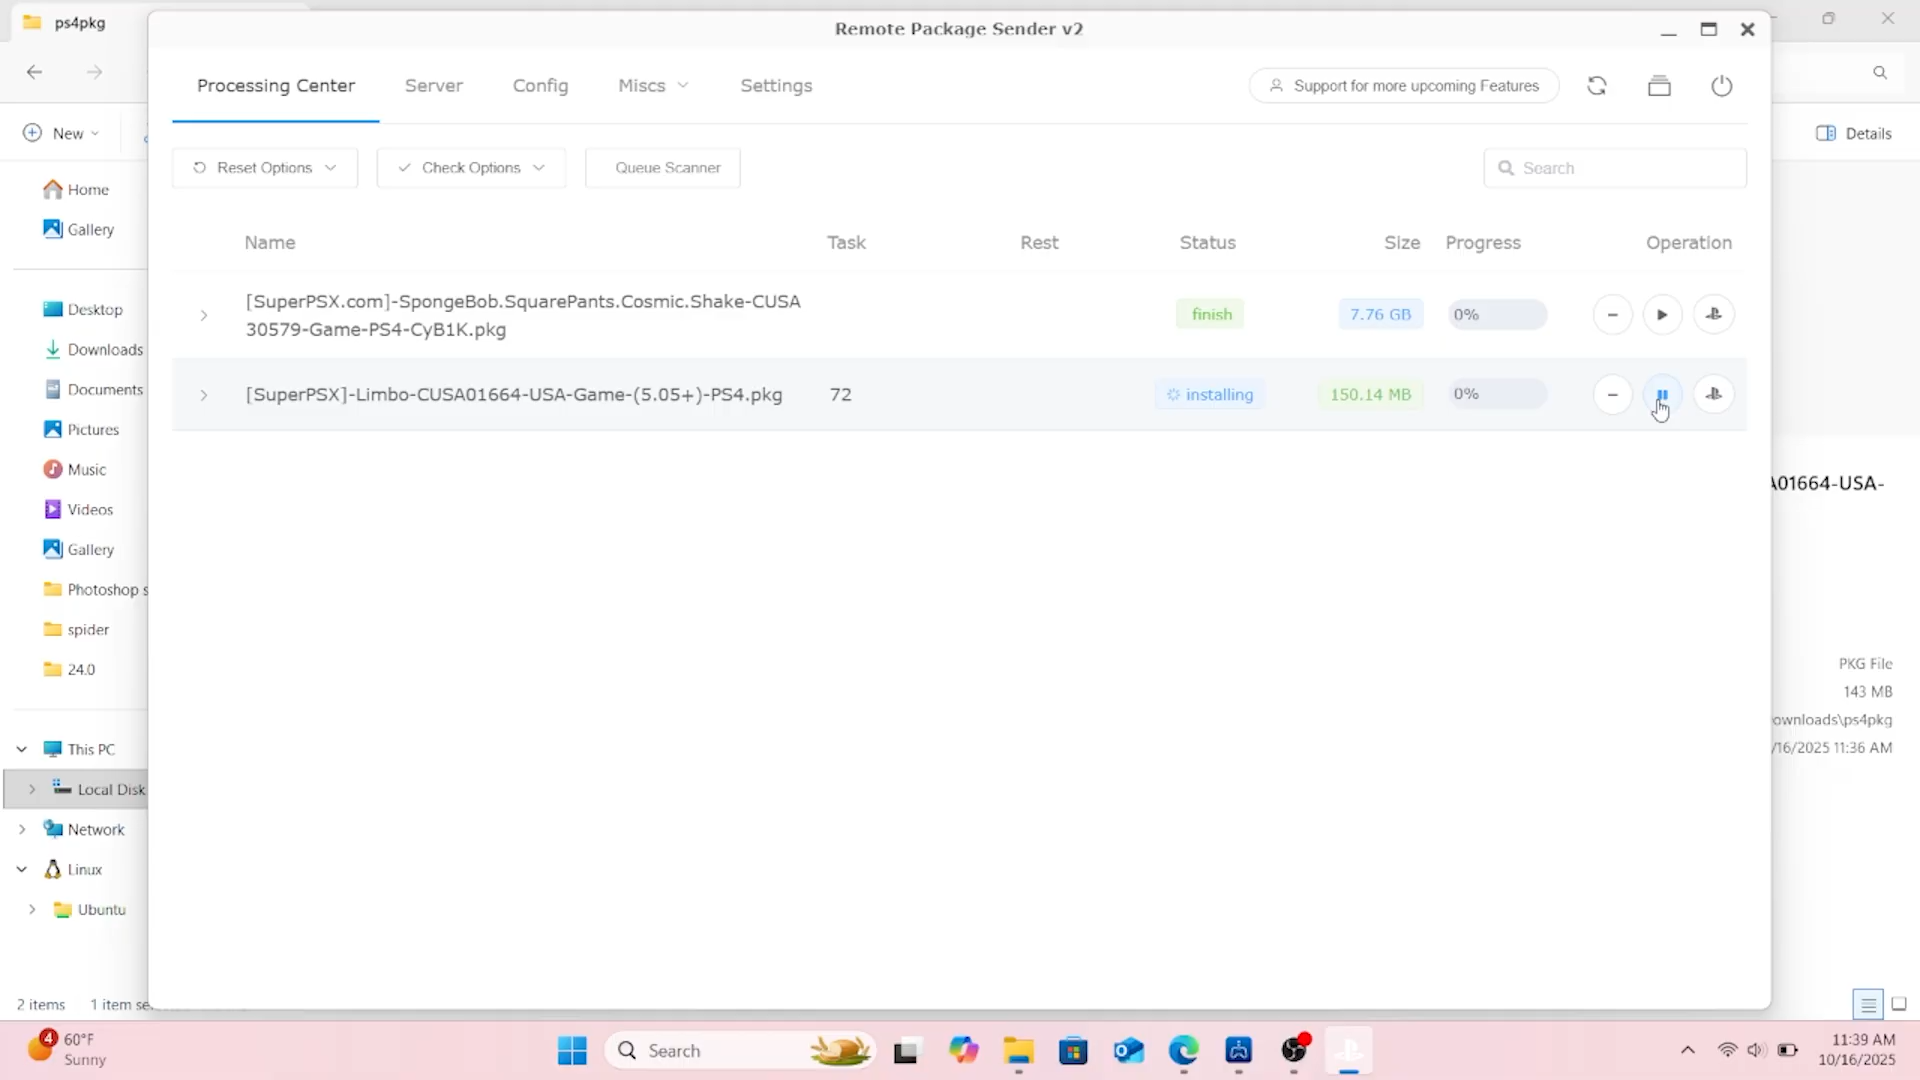 ps4pkg
Remote Package Sender v2
Processing Center
Server
Config
Miscs
Settings
Support for more upcoming Features
New
Details
Reset Options
Check Options
Queue Scanner
Search
Home
Gallery
Name
Task
Rest
Status
Size
Progress
Operation
[SuperPSX.com]-SpongeBob.SquarePants.Cosmic.Shake-CUSA
30579-Game-PS4-CyB1K.pkg
finish
7.76 GB
0%
[SuperPSX]-Limbo-CUSA01664-USA-Game-(5.05+)-PS4.pkg
72
installing
150.14 MB
0%
Desktop
Downloads
Documents
Pictures
Music
Videos
Gallery
Photoshop s
spider
24.0
This PC
Local Disk
Network
Linux
Ubuntu
A01664-USA-
PKG File
143 MB
ownloads\ps4pkg
/16/2025 11:36 AM
2 items
1 item se
4
60°F
Sunny
Search
11:39 AM
10/16/2025